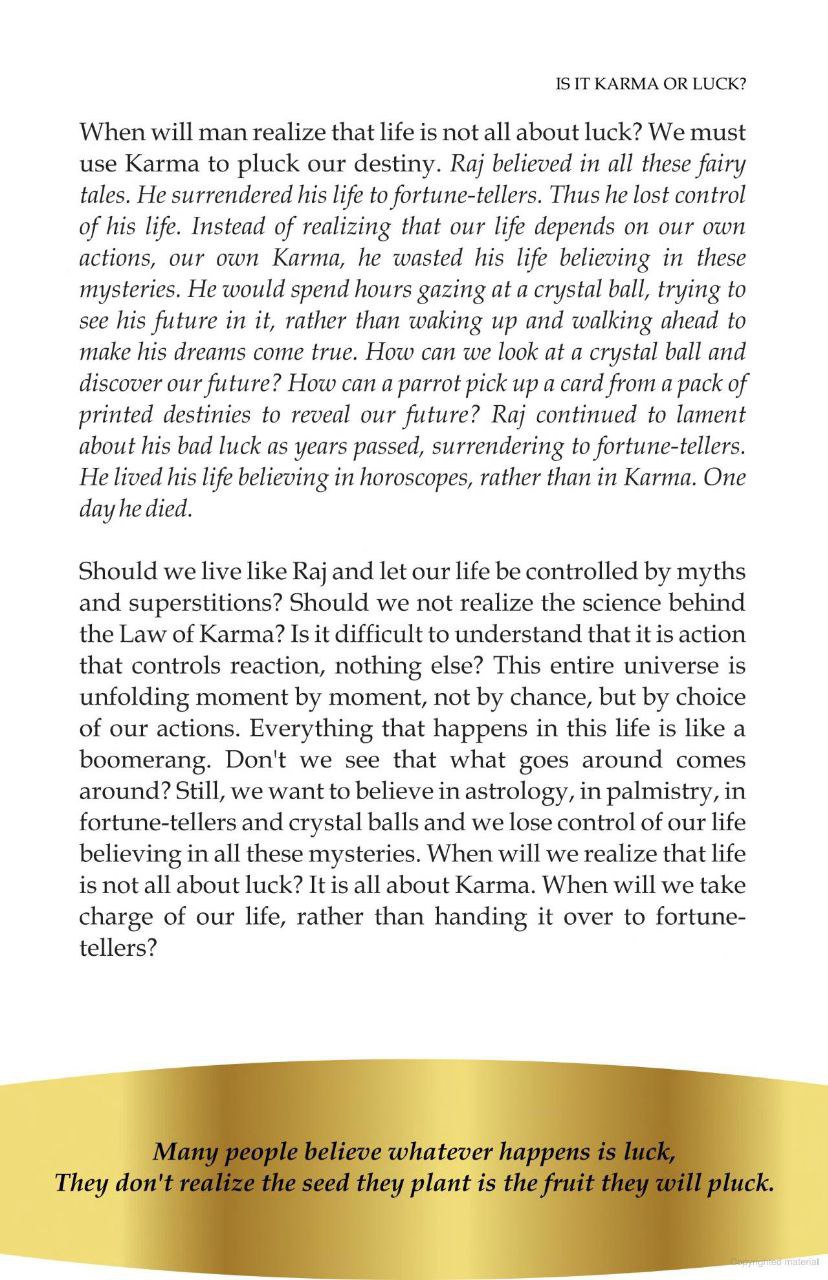 IS IT KARMA OR LUCK?
When will man realize that life is not all about luck? We must
use Karma to pluck our destiny. Raj believed in all these fairy
tales. He surrendered his life to fortune-tellers. Thus he lost control
of his life. Instead of realizing that our life depends on our own
actions, our own Karma, he wasted his life believing in these
mysteries. He would spend hours gazing at a crystal ball, trying to
see his future in it, rather than waking up and walking ahead to
make his dreams come true. How can we look at a crystal ball and
discover our future? How can a parrot pick up a card from a pack of
printed destinies to reveal our future? Raj continued to lament
about his bad luck as years passed, surrendering to fortune-tellers.
He lived his life believing in horoscopes, rather than in Karma. One
day he died.
Should we live like Raj and let our life be controlled by myths
and superstitions? Should we not realize the science behind
the Law of Karma? Is it difficult to understand that it is action
that controls reaction, nothing else? This entire universe is
unfolding moment by moment, not by chance, but by choice
of our actions. Everything that happens in this life is like a
boomerang. Don't we see that what goes around comes
around? Still, we want to believe in astrology, in palmistry, in
fortune-tellers and crystal balls and we lose control of our life
believing in all these mysteries. When will we realize that life
is not all about luck? It is all about Karma. When will we take
charge of our life, rather than handing it over to fortune-
tellers?
Many people believe whatever happens is luck,
They don't realize the seed they plant is the fruit they will pluck.
Copyrighted material